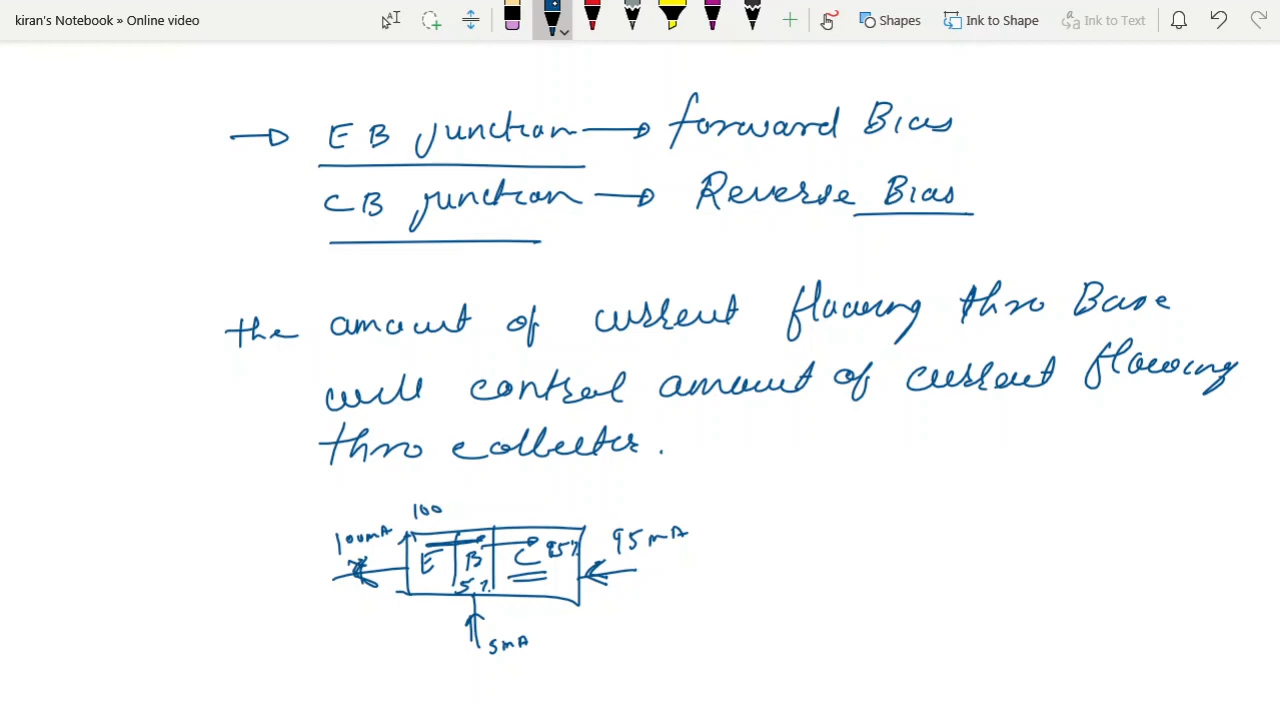 kiran's Notebook » Online video
Shapes
Ink to Shape
Ink to Text
→ EB junction → forward Bias
CB junction → Reverse Bias
the amount of current flowing thro Base
will control amount of current flowing
thro collector.
100
100mA
E B C 95%
5%
95mA
5mA